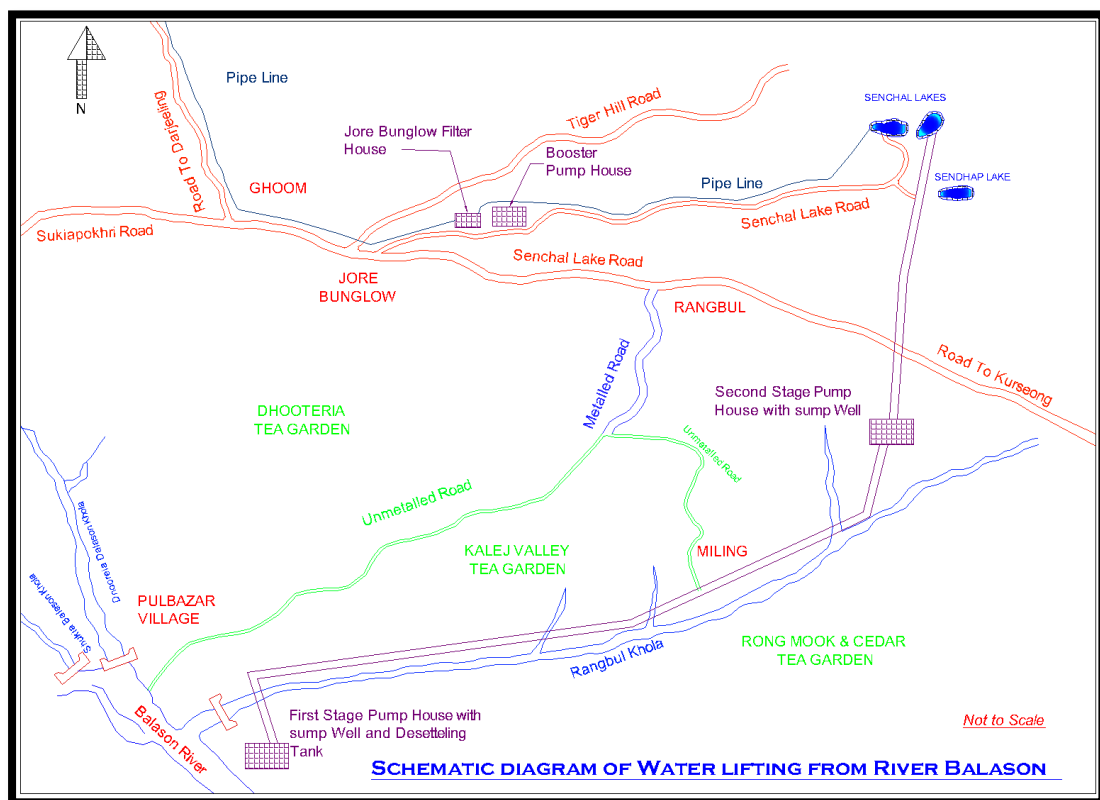 Pipe Line
SENCHAL LAKES
Tiger Hill Road
Road To Darjeeling
N
Jore Bunglow Filter
House
Booster
Pump House
GHOOM
Pipe Line
SENDHAP LAKE
Senchal Lake Road
Sukiapokhri Road
Senchal Lake Road
JORE
BUNGLOW
RANGBUL
Road To Kurseong
Metalled Road
Second Stage Pump
House with sump Well
DHOOTERIA
TEA GARDEN
Unmetalled Road
Unmetalled Road
KALEJ VALLEY
TEA GARDEN
MILING
Balason Khola
Balason Khola
PULBAZAR
VILLAGE
RONG MOOK & CEDAR
TEA GARDEN
Rangbul Khola
Balason River
First Stage Pump House with
sump Well and Desetteling
Tank
Not to Scale
SCHEMATIC DIAGRAM OF WATER LIFTING FROM RIVER BALASON